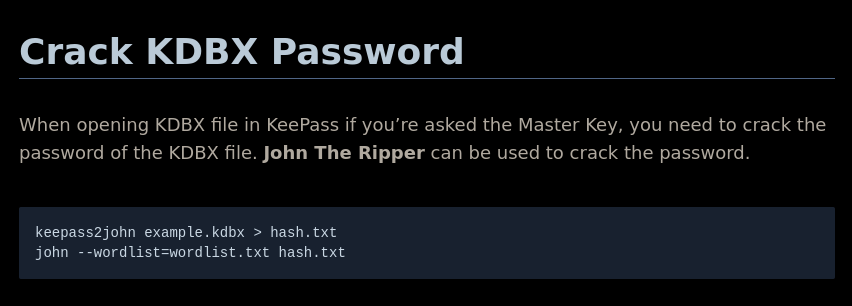 Crack KDBX Password
When opening KDBX file in KeePass if you’re asked the Master Key, you need to crack the
password of the KDBX file. John The Ripper can be used to crack the password.
keepass2john example.kdbx > hash.txt
john --wordlist=wordlist.txt hash.txt